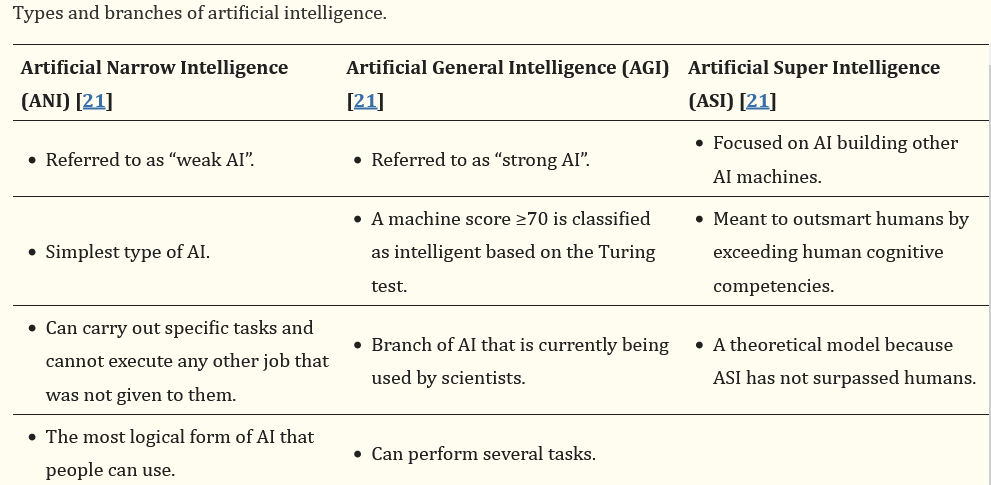 Types and branches of artificial intelligence.
Artificial Narrow Intelligence
(ANI) [21]
Artificial General Intelligence (AGI)
[21]
Artificial Super Intelligence
(ASI) [21]
• Referred to as “weak AI”.
• Referred to as “strong AI”.
• Focused on AI building other
AI machines.
• Simplest type of AI.
• A machine score ≥70 is classified
as intelligent based on the Turing
test.
• Meant to outsmart humans by
exceeding human cognitive
competencies.
• Can carry out specific tasks and
cannot execute any other job that
was not given to them.
• Branch of AI that is currently being
used by scientists.
• A theoretical model because
ASI has not surpassed humans.
• The most logical form of AI that
people can use.
• Can perform several tasks.